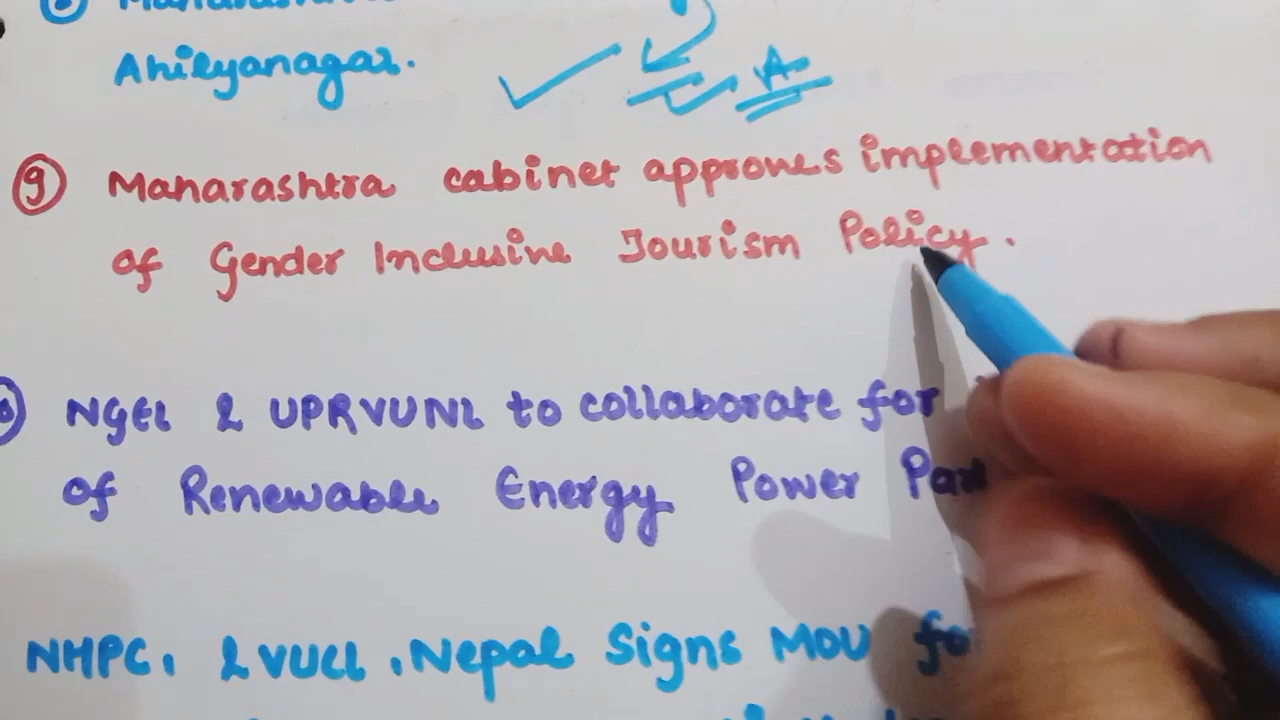 Ahilyanagar.
A
9 Maharashtra cabinet approves implementation
of Gender Inclusive Tourism Policy.
NGEL & UPRVUNL to collaborate for
of Renewable Energy Power
NHPC, & VUCL, Nepal Signs MOU